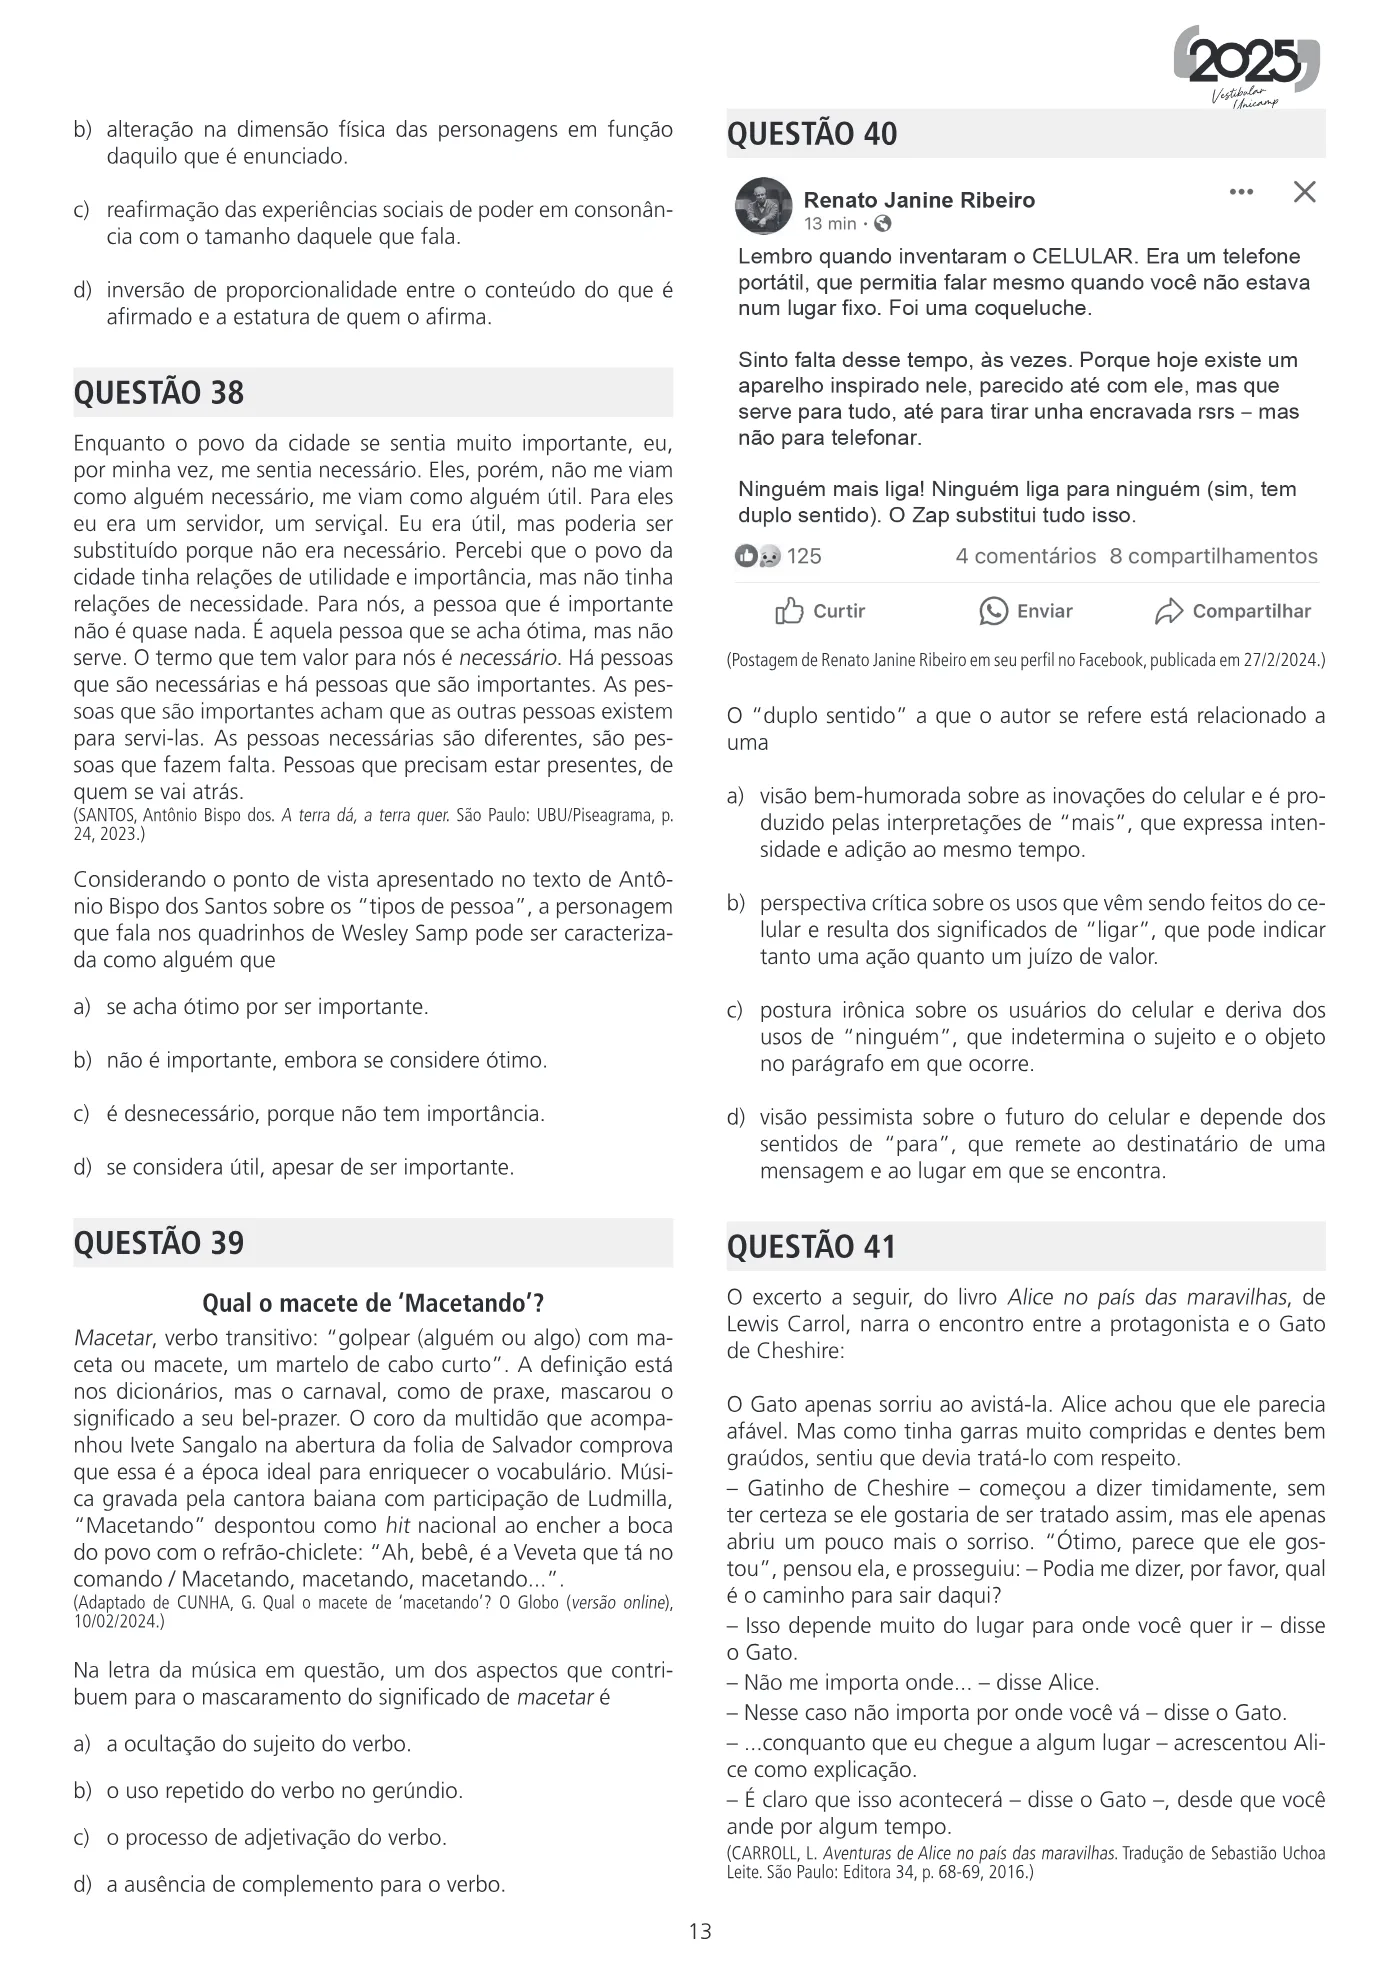 2025
Vestibular
Unicamp
b) alteração na dimensão física das personagens em função
daquilo que é enunciado.
c) reafirmação das experiências sociais de poder em consonân-
cia com o tamanho daquele que fala.
d) inversão de proporcionalidade entre o conteúdo do que é
afirmado e a estatura de quem o afirma.
QUESTÃO 38
Enquanto o povo da cidade se sentia muito importante, eu,
por minha vez, me sentia necessário. Eles, porém, não me viam
como alguém necessário, me viam como alguém útil. Para eles
eu era um servidor, um serviçal. Eu era útil, mas poderia ser
substituído porque não era necessário. Percebi que o povo da
cidade tinha relações de utilidade e importância, mas não tinha
relações de necessidade. Para nós, a pessoa que é importante
não é quase nada. É aquela pessoa que se acha ótima, mas não
serve. O termo que tem valor para nós é necessário. Há pessoas
que são necessárias e há pessoas que são importantes. As pes-
soas que são importantes acham que as outras pessoas existem
para servi-las. As pessoas necessárias são diferentes, são pes-
soas que fazem falta. Pessoas que precisam estar presentes, de
quem se vai atrás.
(SANTOS, Antônio Bispo dos. A terra dá, a terra quer. São Paulo: UBU/Piseagrama, p.
24, 2023.)
Considerando o ponto de vista apresentado no texto de Antô-
nio Bispo dos Santos sobre os “tipos de pessoa”, a personagem
que fala nos quadrinhos de Wesley Samp pode ser caracteriza-
da como alguém que
a) se acha ótimo por ser importante.
b) não é importante, embora se considere ótimo.
c) é desnecessário, porque não tem importância.
d) se considera útil, apesar de ser importante.
QUESTÃO 39
Qual o macete de ‘Macetando’?
Macetar, verbo transitivo: “golpear (alguém ou algo) com ma-
ceta ou macete, um martelo de cabo curto”. A definição está
nos dicionários, mas o carnaval, como de praxe, mascarou o
significado a seu bel-prazer. O coro da multidão que acompa-
nhou Ivete Sangalo na abertura da folia de Salvador comprova
que essa é a época ideal para enriquecer o vocabulário. Músi-
ca gravada pela cantora baiana com participação de Ludmilla,
“Macetando” despontou como hit nacional ao encher a boca
do povo com o refrão-chiclete: “Ah, bebê, é a Veveta que tá no
comando / Macetando, macetando, macetando...”.
(Adaptado de CUNHA, G. Qual o macete de ‘macetando’? O Globo (versão online),
10/02/2024.)
Na letra da música em questão, um dos aspectos que contri-
buem para o mascaramento do significado de macetar é
a) a ocultação do sujeito do verbo.
b) o uso repetido do verbo no gerúndio.
c) o processo de adjetivação do verbo.
d) a ausência de complemento para o verbo.
QUESTÃO 40
Renato Janine Ribeiro
13 min ·
Lembro quando inventaram o CELULAR. Era um telefone
portátil, que permitia falar mesmo quando você não estava
num lugar fixo. Foi uma coqueluche.
Sinto falta desse tempo, às vezes. Porque hoje existe um
aparelho inspirado nele, parecido até com ele, mas que
serve para tudo, até para tirar unha encravada rsrs – mas
não para telefonar.
Ninguém mais liga! Ninguém liga para ninguém (sim, tem
duplo sentido). O Zap substitui tudo isso.
125 4 comentários 8 compartilhamentos
Curtir Enviar Compartilhar
(Postagem de Renato Janine Ribeiro em seu perfil no Facebook, publicada em 27/2/2024.)
O “duplo sentido” a que o autor se refere está relacionado a
uma
a) visão bem-humorada sobre as inovações do celular e é pro-
duzido pelas interpretações de “mais”, que expressa inten-
sidade e adição ao mesmo tempo.
b) perspectiva crítica sobre os usos que vêm sendo feitos do ce-
lular e resulta dos significados de “ligar”, que pode indicar
tanto uma ação quanto um juízo de valor.
c) postura irônica sobre os usuários do celular e deriva dos
usos de “ninguém”, que indetermina o sujeito e o objeto
no parágrafo em que ocorre.
d) visão pessimista sobre o futuro do celular e depende dos
sentidos de “para”, que remete ao destinatário de uma
mensagem e ao lugar em que se encontra.
QUESTÃO 41
O excerto a seguir, do livro Alice no país das maravilhas, de
Lewis Carrol, narra o encontro entre a protagonista e o Gato
de Cheshire:
O Gato apenas sorriu ao avistá-la. Alice achou que ele parecia
afável. Mas como tinha garras muito compridas e dentes bem
graúdos, sentiu que devia tratá-lo com respeito.
– Gatinho de Cheshire – começou a dizer timidamente, sem
ter certeza se ele gostaria de ser tratado assim, mas ele apenas
abriu um pouco mais o sorriso. “Ótimo, parece que ele gos-
tou”, pensou ela, e prosseguiu: – Podia me dizer, por favor, qual
é o caminho para sair daqui?
– Isso depende muito do lugar para onde você quer ir – disse
o Gato.
– Não me importa onde... – disse Alice.
– Nesse caso não importa por onde você vá – disse o Gato.
– ...conquanto que eu chegue a algum lugar – acrescentou Ali-
ce como explicação.
– É claro que isso acontecerá – disse o Gato –, desde que você
ande por algum tempo.
(CARROLL, L. Aventuras de Alice no país das maravilhas. Tradução de Sebastião Uchoa
Leite. São Paulo: Editora 34, p. 68-69, 2016.)
13